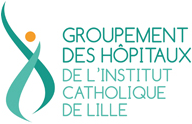 GROUPEMENT
DES HÔPITAUX
DE L'INSTITUT
CATHOLIQUE
DE LILLE